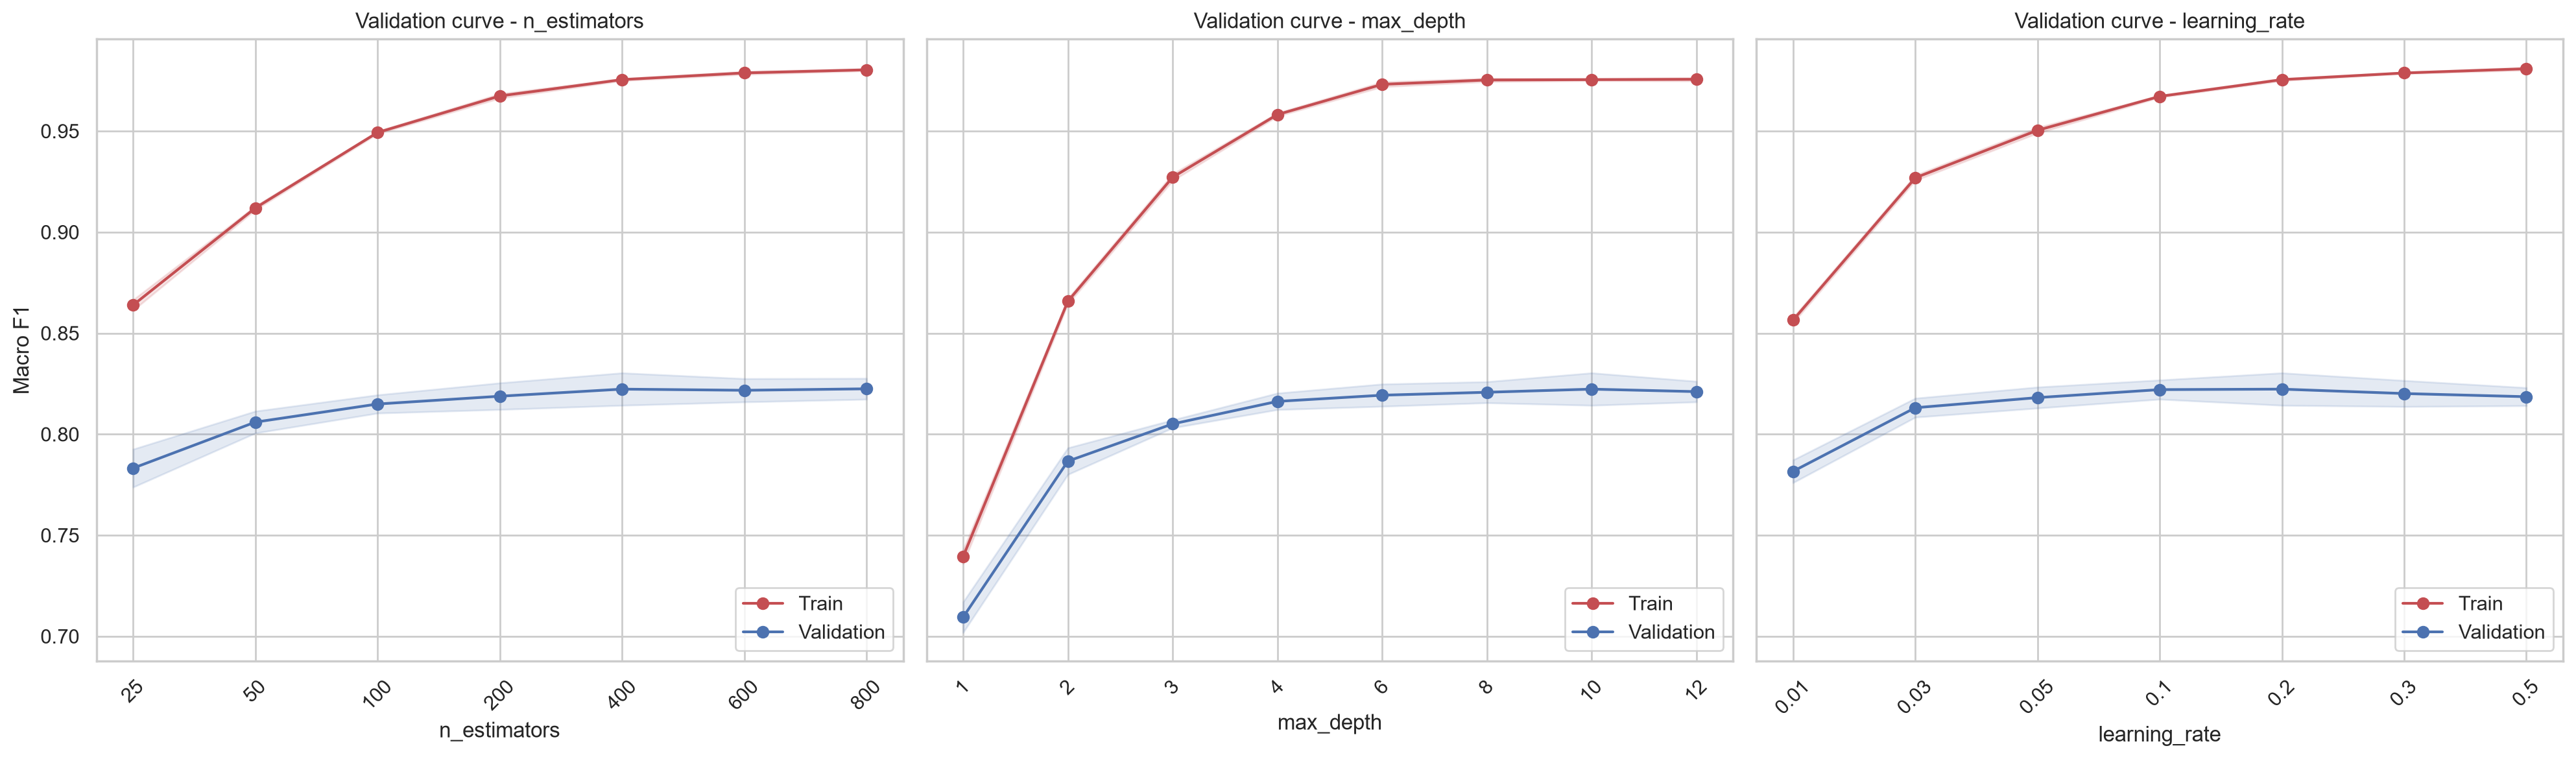 Validation curve - n_estimators
Macro F1
0.95
0.90
0.85
0.80
0.75
0.70
Train
Validation
25
50
100
200
400
600
800
n_estimators
Validation curve - max_depth
Train
Validation
1
2
3
4
6
8
10
12
max_depth
Validation curve - learning_rate
Train
Validation
0.01
0.03
0.05
0.1
0.2
0.3
0.5
learning_rate